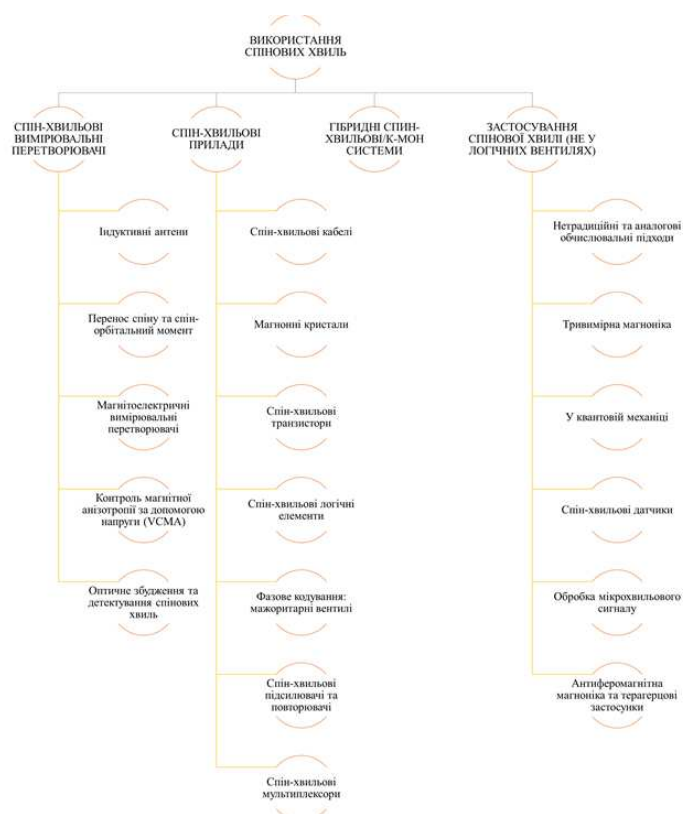 ВИКОРИСТАННЯ
СПІНОВИХ ХВИЛЬ
СПІН-ХВИЛЬОВІ
ВИМІРЮВАЛЬНІ
ПЕРЕТВОРЮВАЧІ
Індуктивні антени
Перенос спіну та спін-
орбітальний момент
Магнітоелектричні
вимірювальні
перетворювачі
Контроль магнітної
анізотропії за допомогою
напруги (VCMA)
Оптичне збудження та
детектування спінових
хвиль
СПІН-ХВИЛЬОВІ
ПРИЛАДИ
Спін-хвильові кабелі
Магнонні кристали
Спін-хвильові
транзистори
Спін-хвильові логічні
елементи
Фазове кодування:
мажоритарні вентилі
Спін-хвильові
підсилювачі та
повторювачі
Спін-хвильові
мультиплексори
ГІБРИДНІ СПИН-
ХВИЛЬОВІ/К-МОН
СИСТЕМИ
ЗАСТОСУВАННЯ
СПІНОВОЇ ХВИЛІ (НЕ У
ЛОГІЧНИХ ВЕНТИЛЯХ)
Нетрадиційні та аналогові
обчислювальні підходи
Тривимірна магноніка
У квантовій механіці
Спін-хвильові датчики
Обробка мікрохвильового
сигналу
Антиферомагнітна
магноніка та терагерцові
застосунки